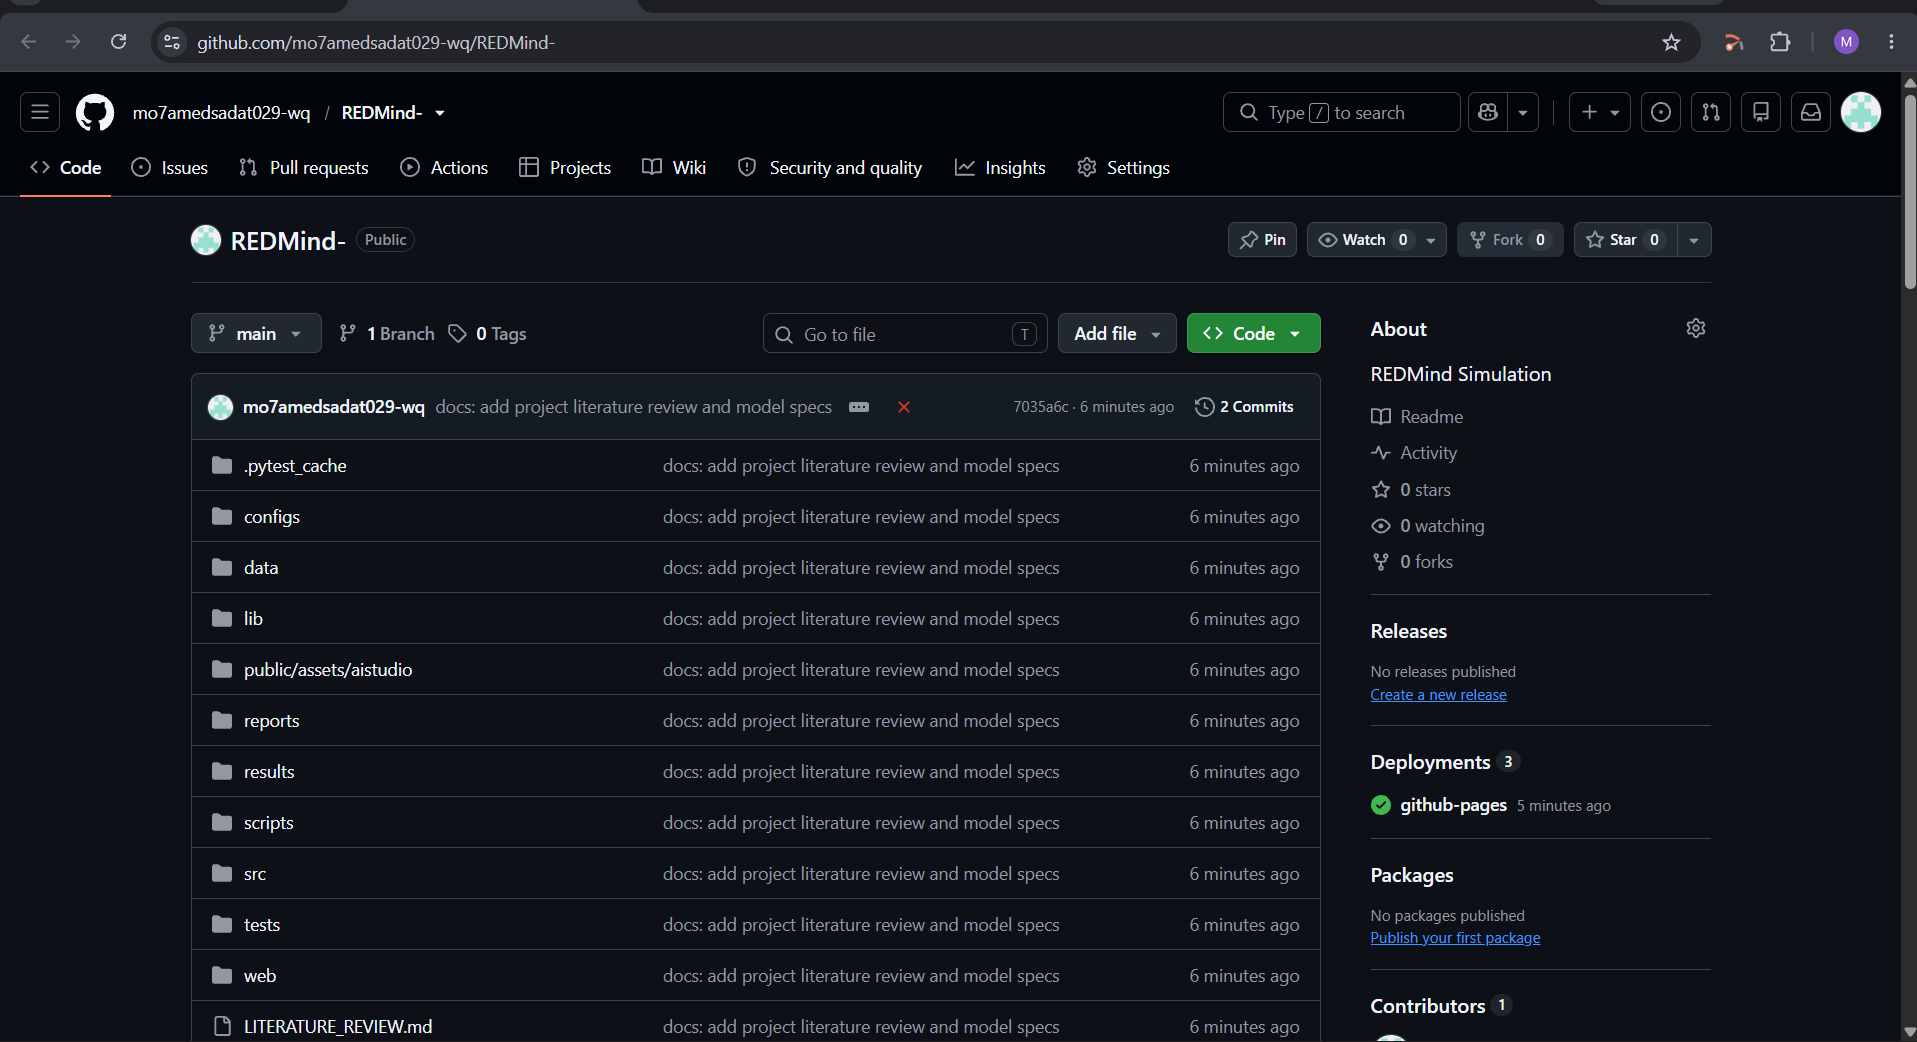 github.com/mo7amedsadat029-wq/REDMind-
M
mo7amedsadat029-wq / REDMind-
Type / to search
Code Issues Pull requests Actions Projects Wiki Security and quality Insights Settings
REDMind- Public
Pin Watch 0 Fork 0 Star 0
main 1 Branch 0 Tags Go to file T Add file Code
mo7amedsadat029-wq docs: add project literature review and model specs 7035a6c · 6 minutes ago 2 Commits
.pytest_cache docs: add project literature review and model specs 6 minutes ago
configs docs: add project literature review and model specs 6 minutes ago
data docs: add project literature review and model specs 6 minutes ago
lib docs: add project literature review and model specs 6 minutes ago
public/assets/aistudio docs: add project literature review and model specs 6 minutes ago
reports docs: add project literature review and model specs 6 minutes ago
results docs: add project literature review and model specs 6 minutes ago
scripts docs: add project literature review and model specs 6 minutes ago
src docs: add project literature review and model specs 6 minutes ago
tests docs: add project literature review and model specs 6 minutes ago
web docs: add project literature review and model specs 6 minutes ago
LITERATURE_REVIEW.md docs: add project literature review and model specs 6 minutes ago
About
REDMind Simulation
Readme
Activity
0 stars
0 watching
0 forks
Releases
No releases published
Create a new release
Deployments 3
github-pages 5 minutes ago
Packages
No packages published
Publish your first package
Contributors 1